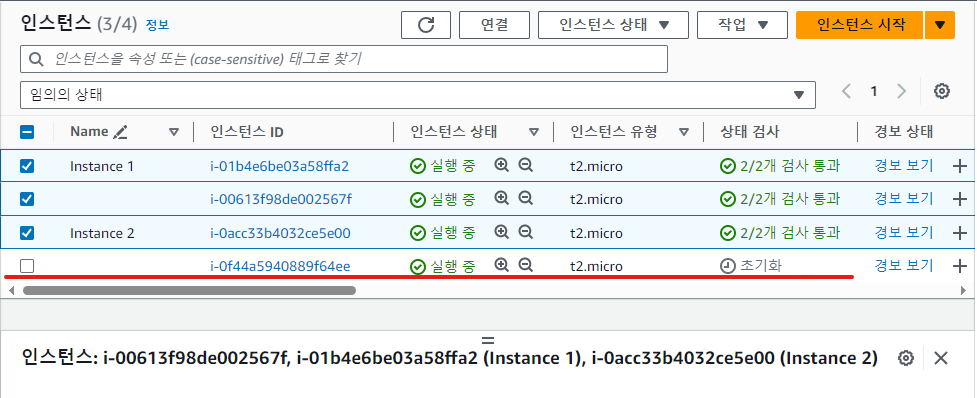 인스턴스 (3/4) 정보 연결 인스턴스 상태 작업 인스턴스 시작
인스턴스을 속성 또는 (case-sensitive) 태그로 찾기
임의의 상태 1
Name 인스턴스 ID 인스턴스 상태 인스턴스 유형 상태 검사 경보 상태
Instance 1 i-01b4e6be03a58ffa2 실행 중 t2.micro 2/2개 검사 통과 경보 보기
i-00613f98de002567f 실행 중 t2.micro 2/2개 검사 통과 경보 보기
Instance 2 i-0acc33b4032ce5e00 실행 중 t2.micro 2/2개 검사 통과 경보 보기
i-0f44a5940889f64ee 실행 중 t2.micro 초기화 경보 보기
인스턴스: i-00613f98de002567f, i-01b4e6be03a58ffa2 (Instance 1), i-0acc33b4032ce5e00 (Instance 2)